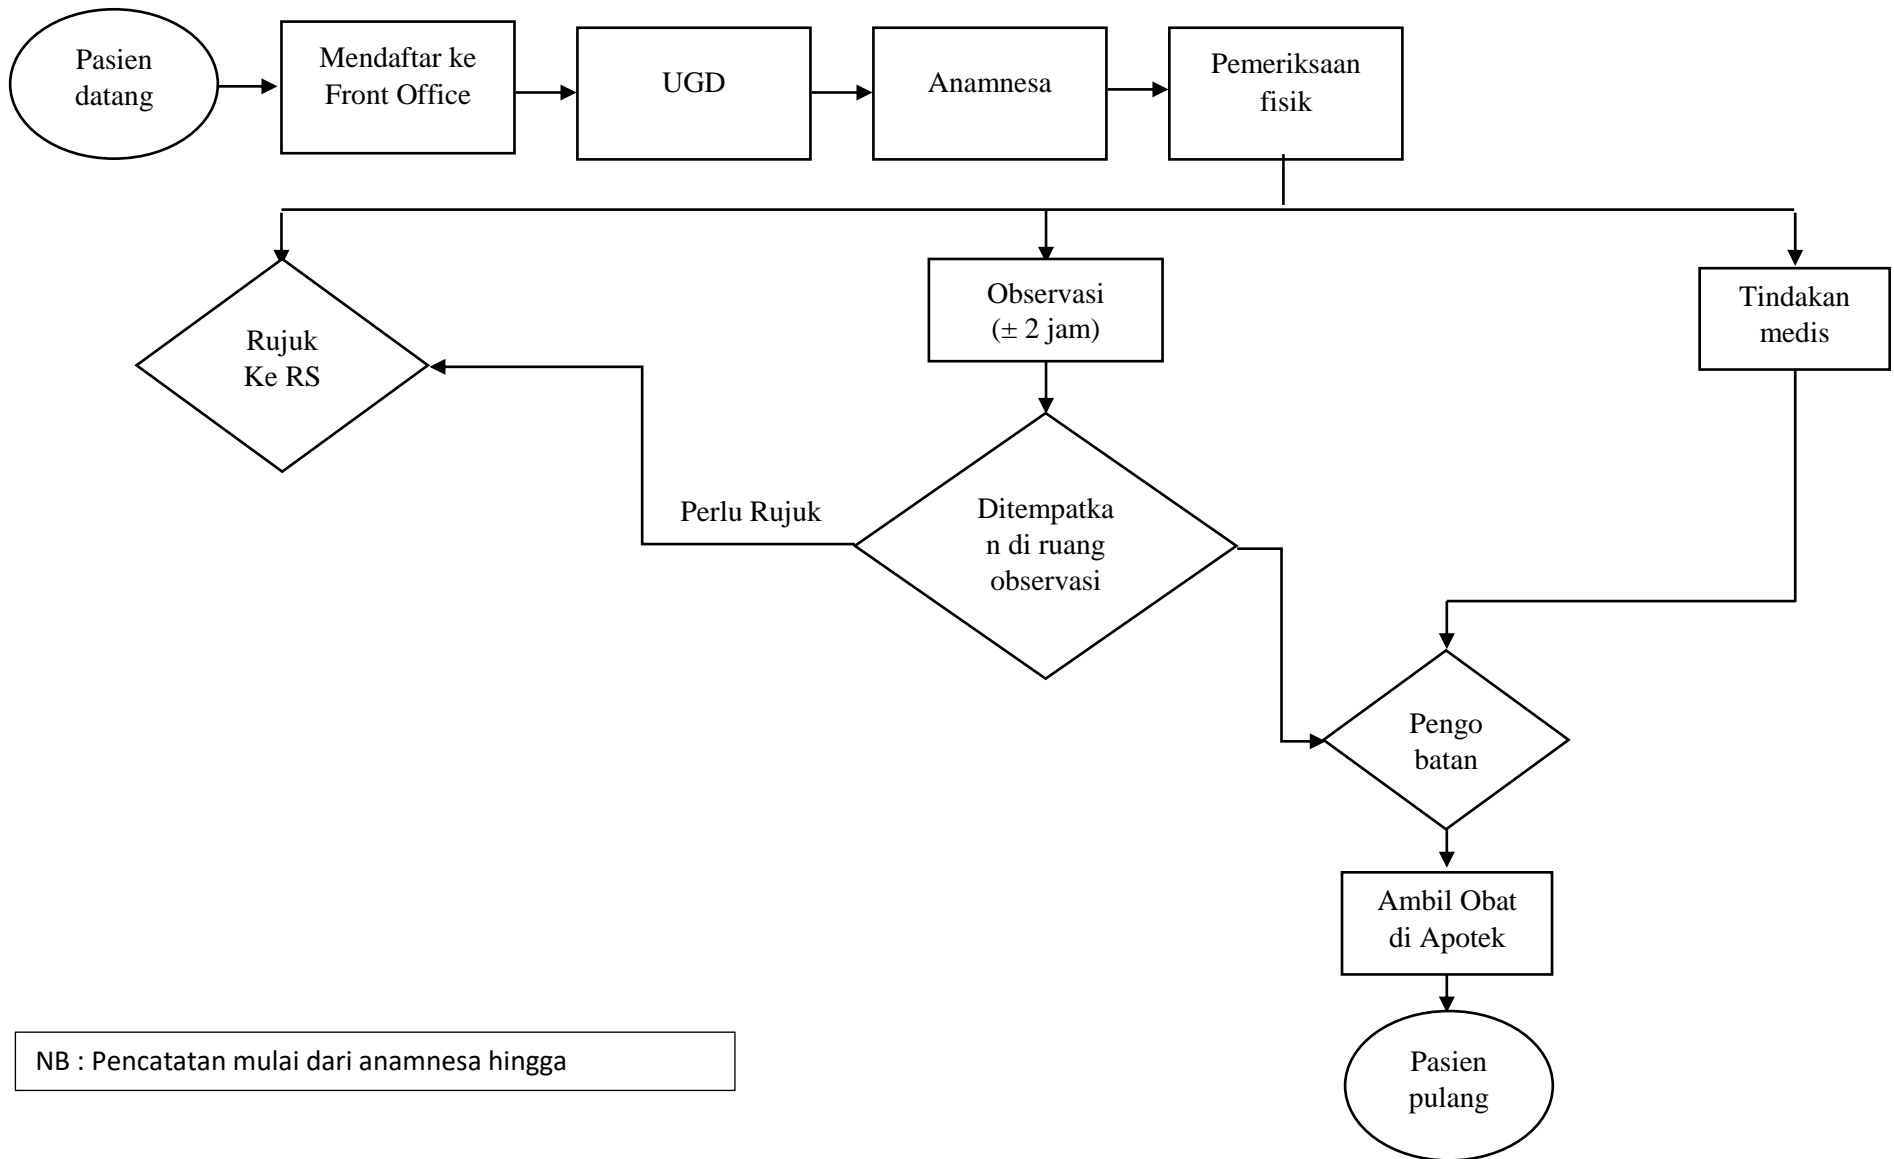 Pasien
datang
Mendaftar ke
Front Office
UGD
Anamnesa
Pemeriksaan
fisik
Rujuk
Ke RS
Observasi
(± 2 jam)
Tindakan
medis
Perlu Rujuk
Ditempatka
n di ruang
observasi
Pengo
batan
Ambil Obat
di Apotek
NB : Pencatatan mulai dari anamnesa hingga
Pasien
pulang